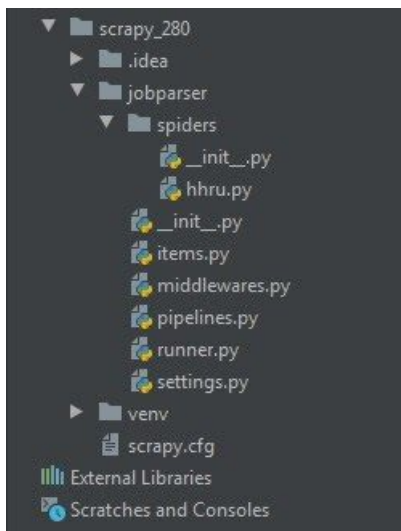 scrapy_280
.idea
jobparser
spiders
__init__.py
hhru.py
__init__.py
items.py
middlewares.py
pipelines.py
runner.py
settings.py
venv
scrapy.cfg
External Libraries
Scratches and Consoles